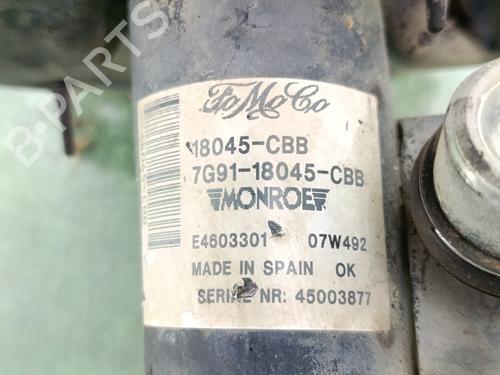 FoMoCo
18045-CBB
7G91-18045-CBB
MONROE
E4603301 07W492
MADE IN SPAIN OK
SERIE NR: 45003877
B-Parts